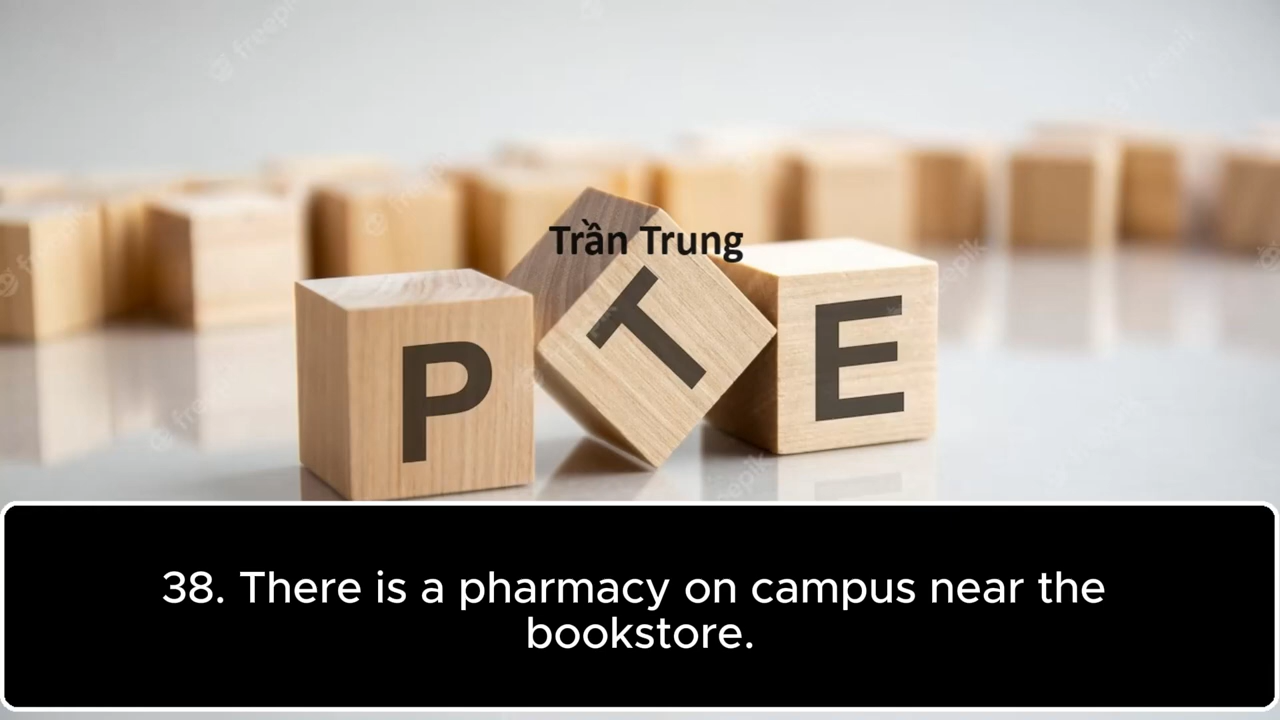 Trần Trung
P T E
38. There is a pharmacy on campus near the
bookstore.